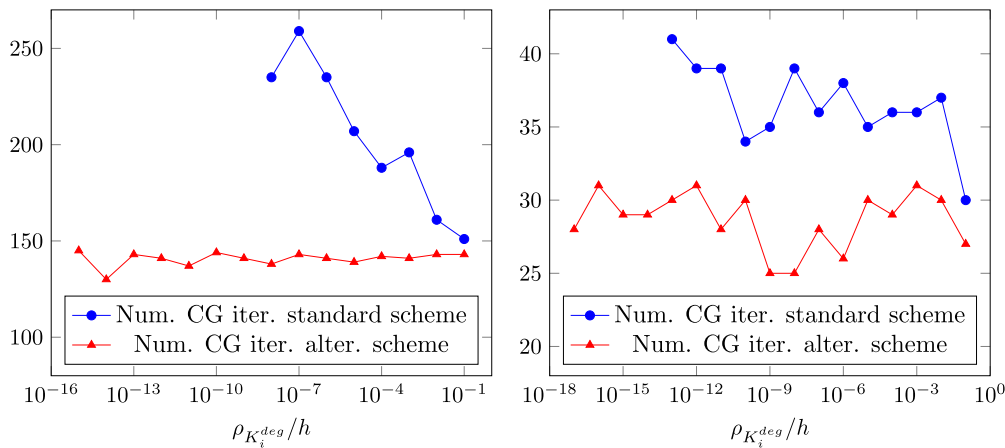 250
200
150
100
Num. CG iter. standard scheme
Num. CG iter. alter. scheme
10^{-16} 10^{-13} 10^{-10} 10^{-7} 10^{-4} 10^{-1}
ρ_{K_i^{deg}}/h
40
35
30
25
20
Num. CG iter. standard scheme
Num. CG iter. alter. scheme
10^{-18} 10^{-15} 10^{-12} 10^{-9} 10^{-6} 10^{-3} 10^{0}
ρ_{K_i^{deg}}/h